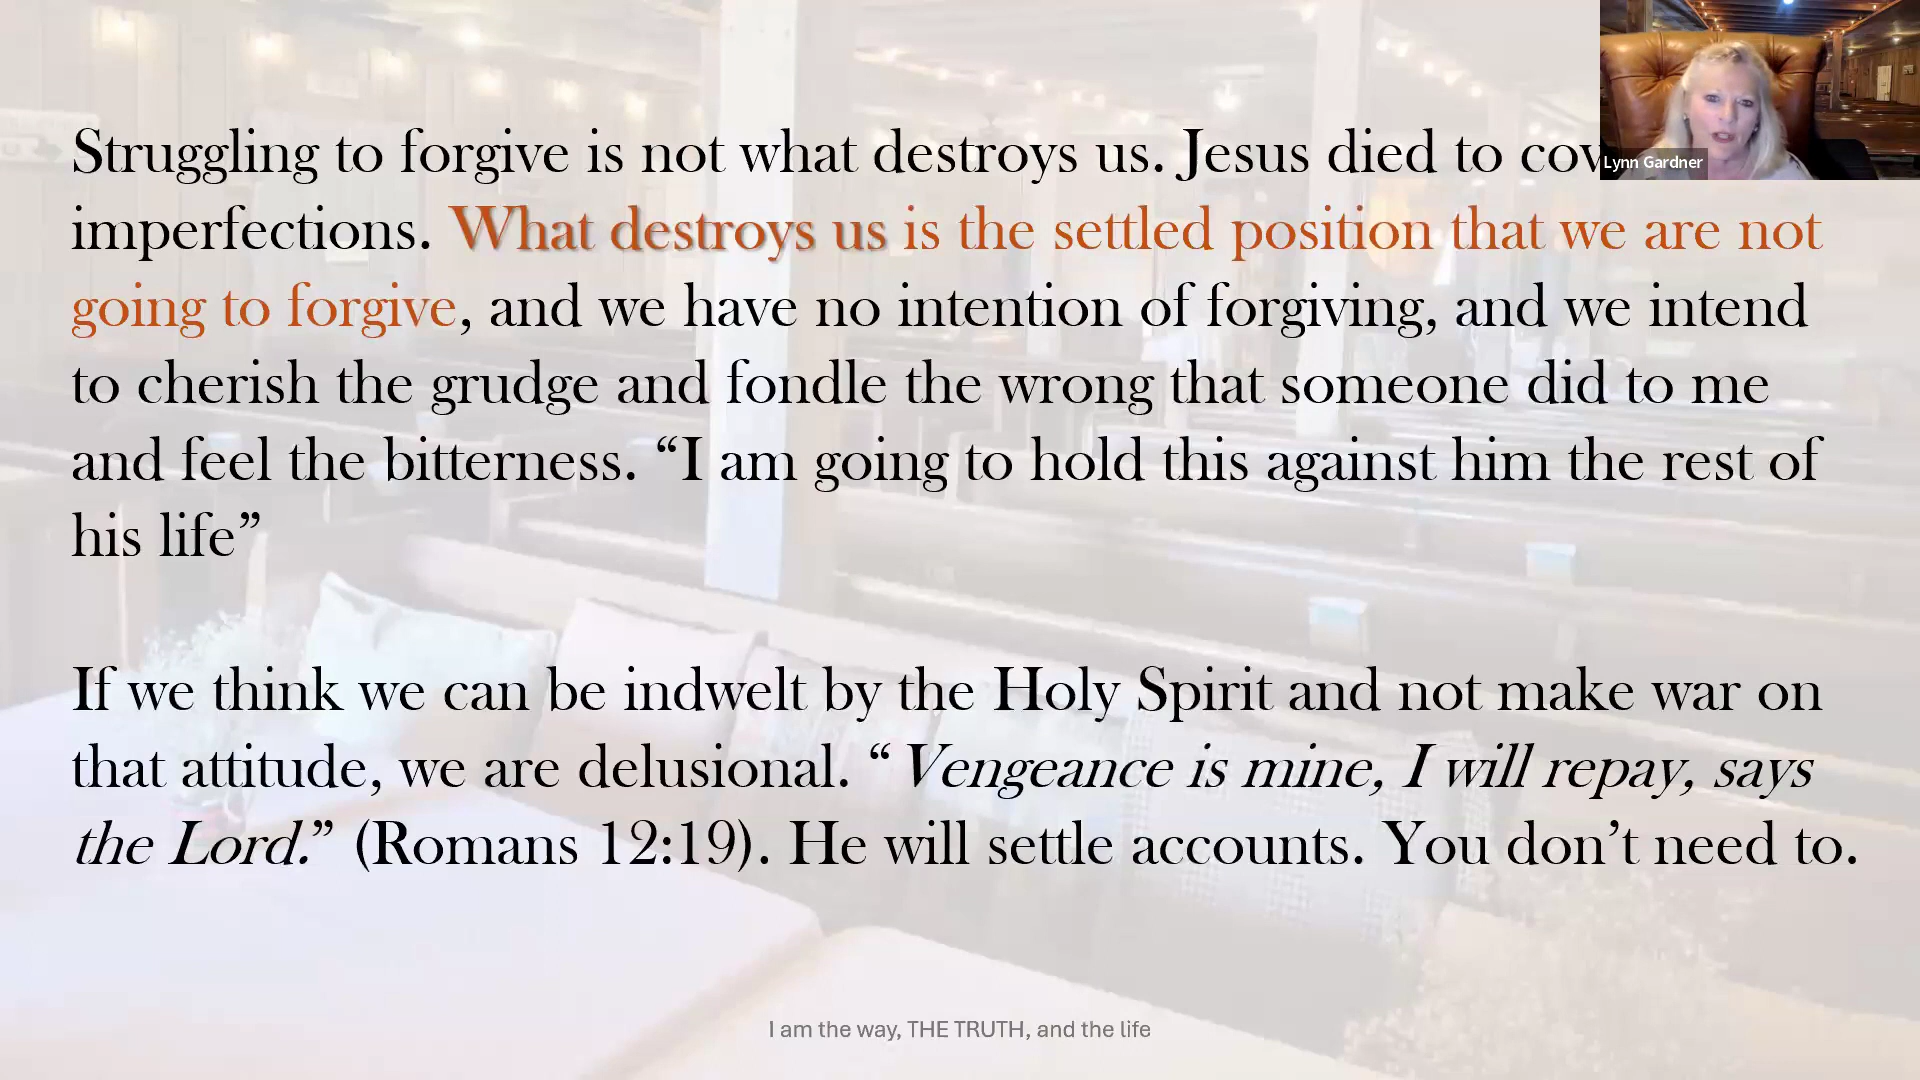 Struggling to forgive is not what destroys us. Jesus died to
Lynn Gardner
imperfections. What destroys us is the settled position that we are not
going to forgive, and we have no intention of forgiving, and we intend
to cherish the grudge and fondle the wrong that someone did to me
and feel the bitterness. “I am going to hold this against him the rest of
his life”
If we think we can be indwelt by the Holy Spirit and not make war on
that attitude, we are delusional. “ Vengeance is mine, I will repay, says
the Lord.” (Romans 12:19). He will settle accounts. You don’t need to.
I am the way, THE TRUTH, and the life